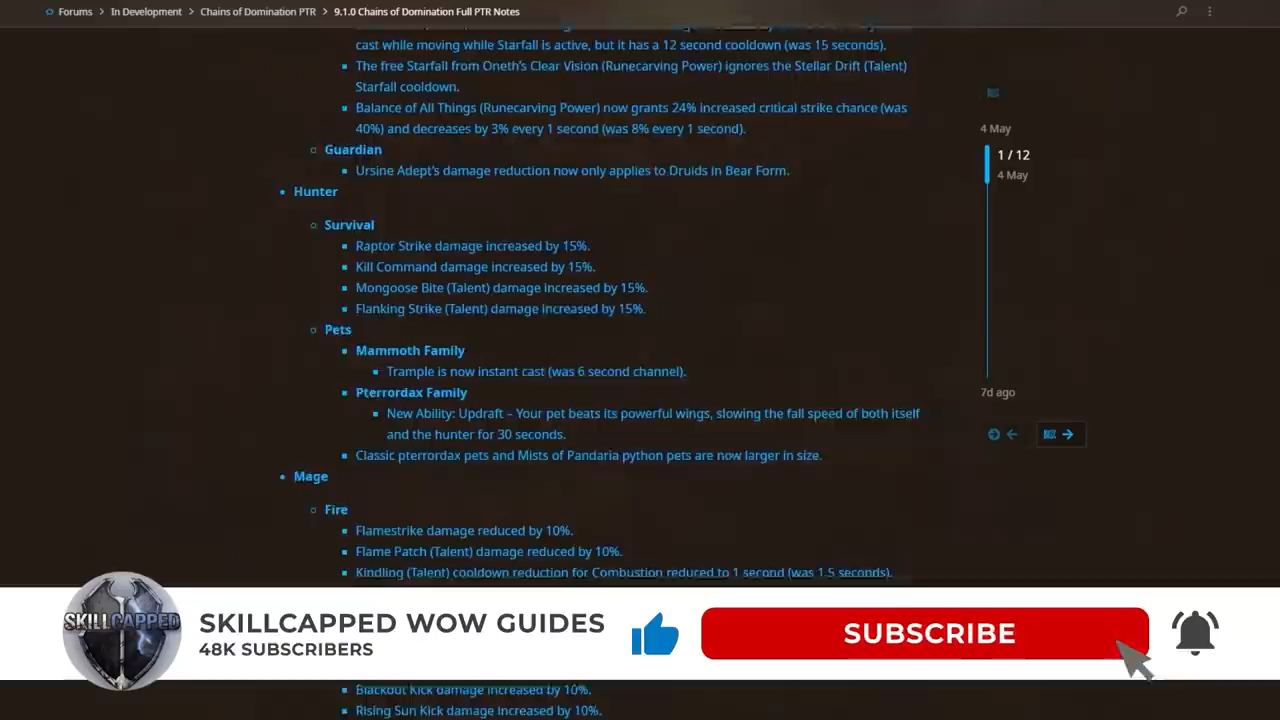 Forums > In Development > Chains of Domination PTR > 9.1.0 Chains of Domination Full PTR Notes
cast while moving while Starfall is active, but it has a 12 second cooldown (was 15 seconds).
The free Starfall from Oneth's Clear Vision (Runecarving Power) ignores the Stellar Drift (Talent)
Starfall cooldown.
Balance of All Things (Runecarving Power) now grants 24% increased critical strike chance (was
40%) and decreases by 3% every 1 second (was 8% every 1 second).
Guardian
Ursine Adept's damage reduction now only applies to Druids in Bear Form.
Hunter
Survival
Raptor Strike damage increased by 15%.
Kill Command damage increased by 15%.
Mongoose Bite (Talent) damage increased by 15%.
Flanking Strike (Talent) damage increased by 15%.
Pets
Mammoth Family
Trample is now instant cast (was 6 second channel).
Pterrordax Family
New Ability: Updraft – Your pet beats its powerful wings, slowing the fall speed of both itself
and the hunter for 30 seconds.
Classic pterrordax pets and Mists of Pandaria python pets are now larger in size.
Mage
Fire
Flamestrike damage reduced by 10%.
Flame Patch (Talent) damage reduced by 10%.
Kindling (Talent) cooldown reduction for Combustion reduced to 1 second (was 1.5 seconds).
4 May
1 / 12
4 May
7d ago
SKILLCAPPED
SKILLCAPPED WOW GUIDES
48K SUBSCRIBERS
SUBSCRIBE
Blackout Kick damage increased by 10%.
Rising Sun Kick damage increased by 10%.